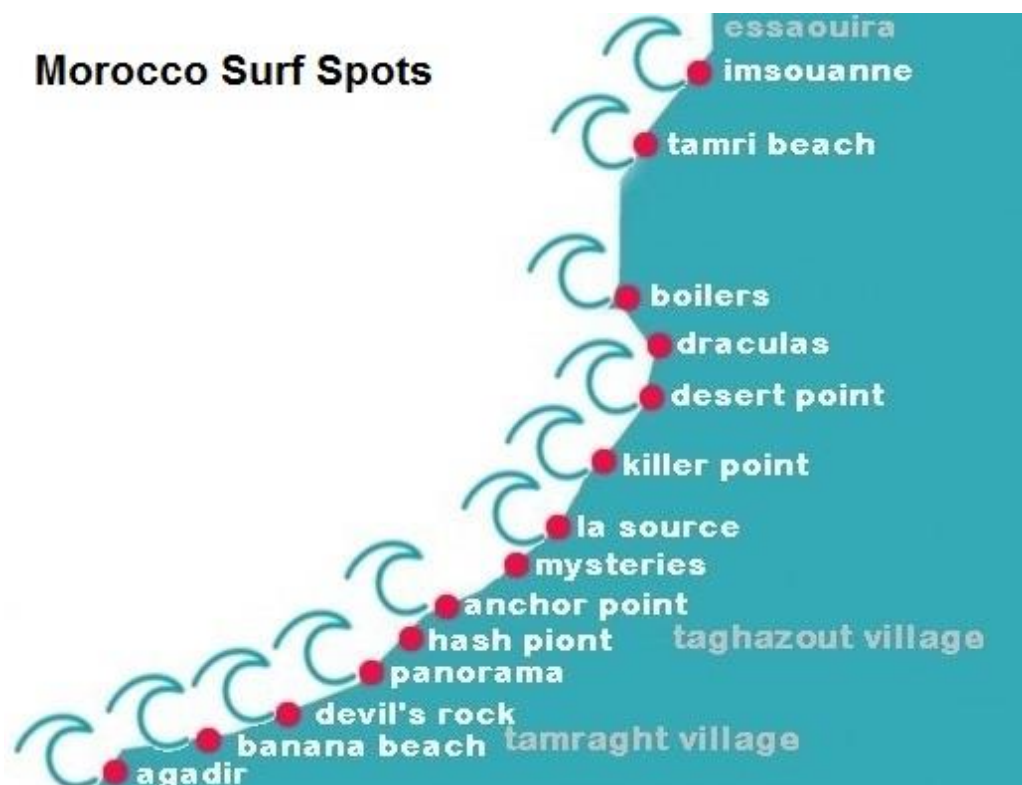 essaouira
Morocco Surf Spots
imsouanne
tamri beach
boilers
draculas
desert point
killer point
la source
mysteries
anchor point
hash piont
taghazout village
panorama
devil's rock
tamraght village
banana beach
agadir